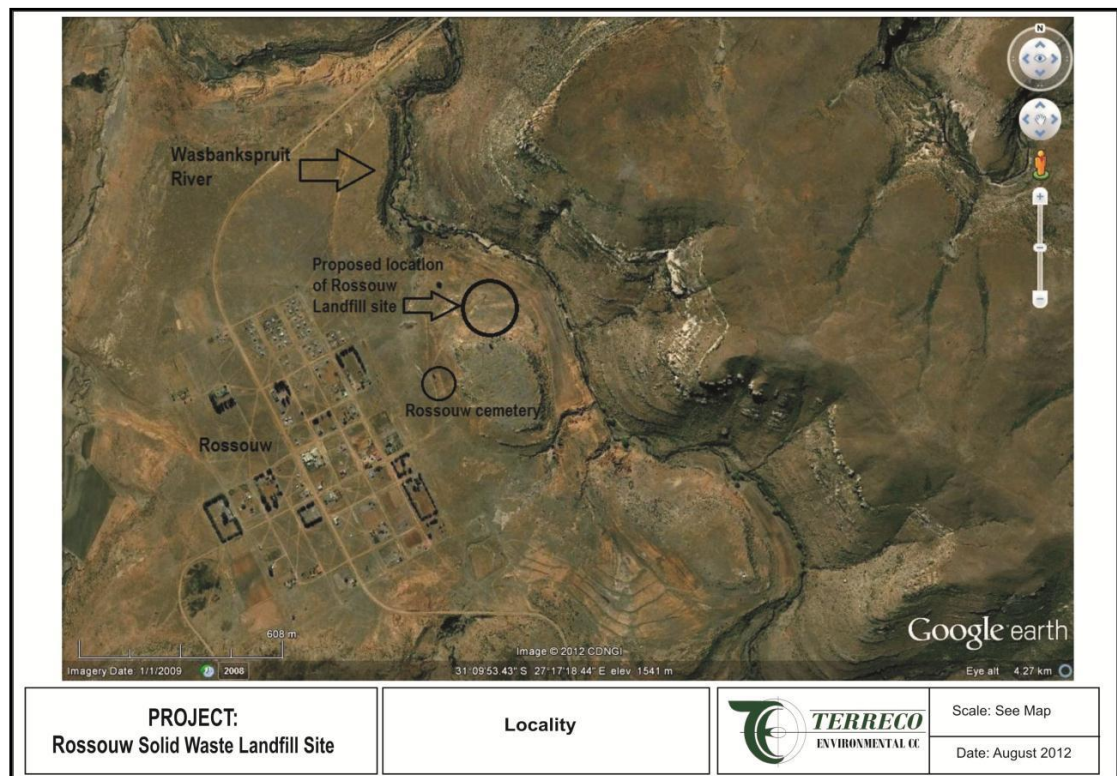 N
Wasbankspruit
River
Proposed location
of Rossouw
Landfill site
Rossouw cemetery
Rossouw
608 m
Google earth
Image © 2012 CDNGI
Imagery Date: 1/1/2009
2008
31°09'53.43" S 27°17'18.44" E elev 1541 m
Eye alt 4.27 km
PROJECT:
Rossouw Solid Waste Landfill Site
Locality
TERRECO
ENVIRONMENTAL CC
Scale: See Map
Date: August 2012